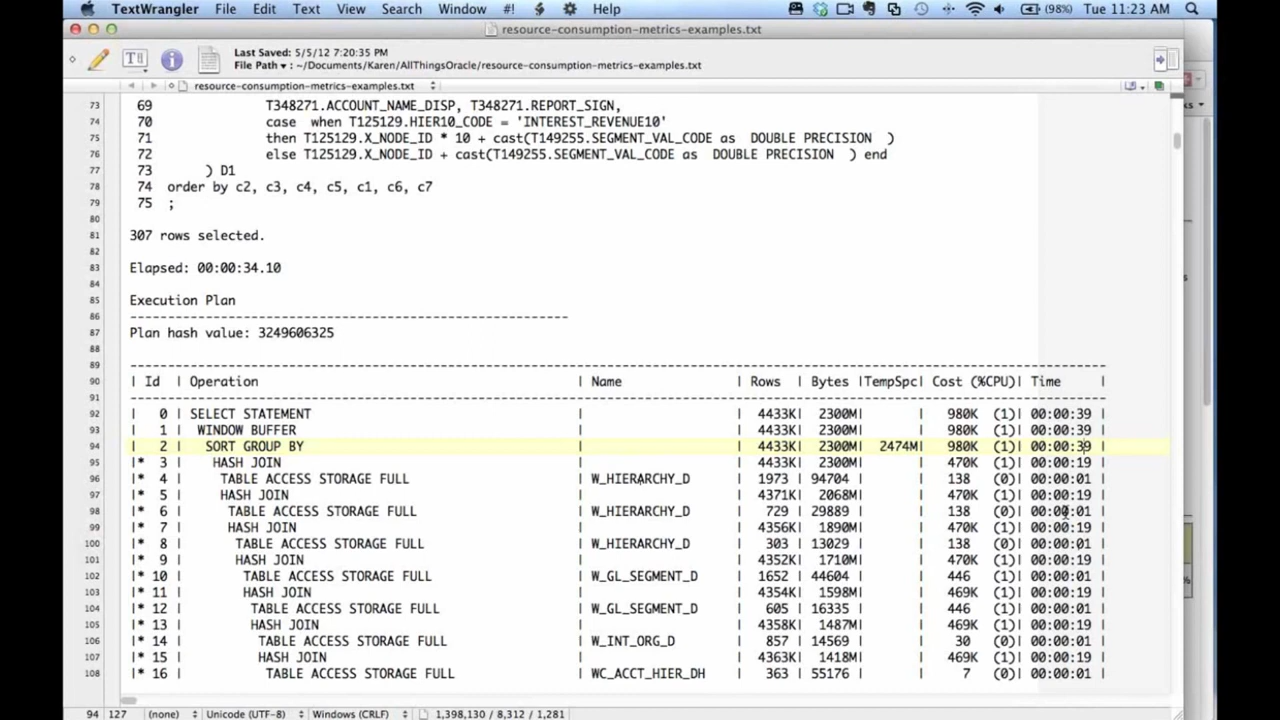 TextWrangler File Edit Text View Search Window #! Help (98%) Tue 11:23 AM
resource-consumption-metrics-examples.txt
Last Saved: 5/5/12 7:20:35 PM
File Path ▾ : ~/Documents/Karen/AllThingsOracle/resource-consumption-metrics-examples.txt
resource-consumption-metrics-examples.txt
73 69 T348271.ACCOUNT_NAME_DISP, T348271.REPORT_SIGN,
74 70 case when T125129.HIER10_CODE = 'INTEREST_REVENUE10'
75 71 then T125129.X_NODE_ID * 10 + cast(T149255.SEGMENT_VAL_CODE as DOUBLE PRECISION )
76 72 else T125129.X_NODE_ID + cast(T149255.SEGMENT_VAL_CODE as DOUBLE PRECISION ) end
77 73 ) D1
78 74 order by c2, c3, c4, c5, c1, c6, c7
79 75 ;
80
81 307 rows selected.
82
83 Elapsed: 00:00:34.10
84
85 Execution Plan
86 ----------------------------------------------------------
87 Plan hash value: 3249606325
88
89 ---------------------------------------------------------------------------------------------------------------------------------
90 | Id | Operation | Name | Rows | Bytes |TempSpc| Cost (%CPU)| Time |
91 ---------------------------------------------------------------------------------------------------------------------------------
92 | 0 | SELECT STATEMENT | | 4433K| 2300M| | 980K (1)| 00:00:39 |
93 | 1 | WINDOW BUFFER | | 4433K| 2300M| | 980K (1)| 00:00:39 |
94 | 2 | SORT GROUP BY | | 4433K| 2300M| 2474M| 980K (1)| 00:00:39 |
95 |* 3 | HASH JOIN | | 4433K| 2300M| | 470K (1)| 00:00:19 |
96 |* 4 | TABLE ACCESS STORAGE FULL | W_HIERARCHY_D | 1973 | 94704 | | 138 (0)| 00:00:01 |
97 |* 5 | HASH JOIN | | 4371K| 2068M| | 470K (1)| 00:00:19 |
98 |* 6 | TABLE ACCESS STORAGE FULL | W_HIERARCHY_D | 729 | 29889 | | 138 (0)| 00:00:01 |
99 |* 7 | HASH JOIN | | 4356K| 1890M| | 470K (1)| 00:00:19 |
100 |* 8 | TABLE ACCESS STORAGE FULL | W_HIERARCHY_D | 303 | 13029 | | 138 (0)| 00:00:01 |
101 |* 9 | HASH JOIN | | 4352K| 1710M| | 470K (1)| 00:00:19 |
102 |* 10 | TABLE ACCESS STORAGE FULL | W_GL_SEGMENT_D | 1652 | 44604 | | 446 (0)| 00:00:01 |
103 |* 11 | HASH JOIN | | 4354K| 1598M| | 469K (1)| 00:00:19 |
104 |* 12 | TABLE ACCESS STORAGE FULL | W_GL_SEGMENT_D | 605 | 16335 | | 446 (0)| 00:00:01 |
105 |* 13 | HASH JOIN | | 4358K| 1487M| | 469K (1)| 00:00:19 |
106 |* 14 | TABLE ACCESS STORAGE FULL | W_INT_ORG_D | 857 | 14569 | | 30 (0)| 00:00:01 |
107 |* 15 | HASH JOIN | | 4363K| 1418M| | 469K (1)| 00:00:19 |
108 |* 16 | TABLE ACCESS STORAGE FULL | WC_ACCT_HIER_DH | 363 | 55176 | | 7 (0)| 00:00:01 |
94 127 (none) Unicode (UTF-8) Windows (CRLF) 1,398,130 / 8,312 / 1,281